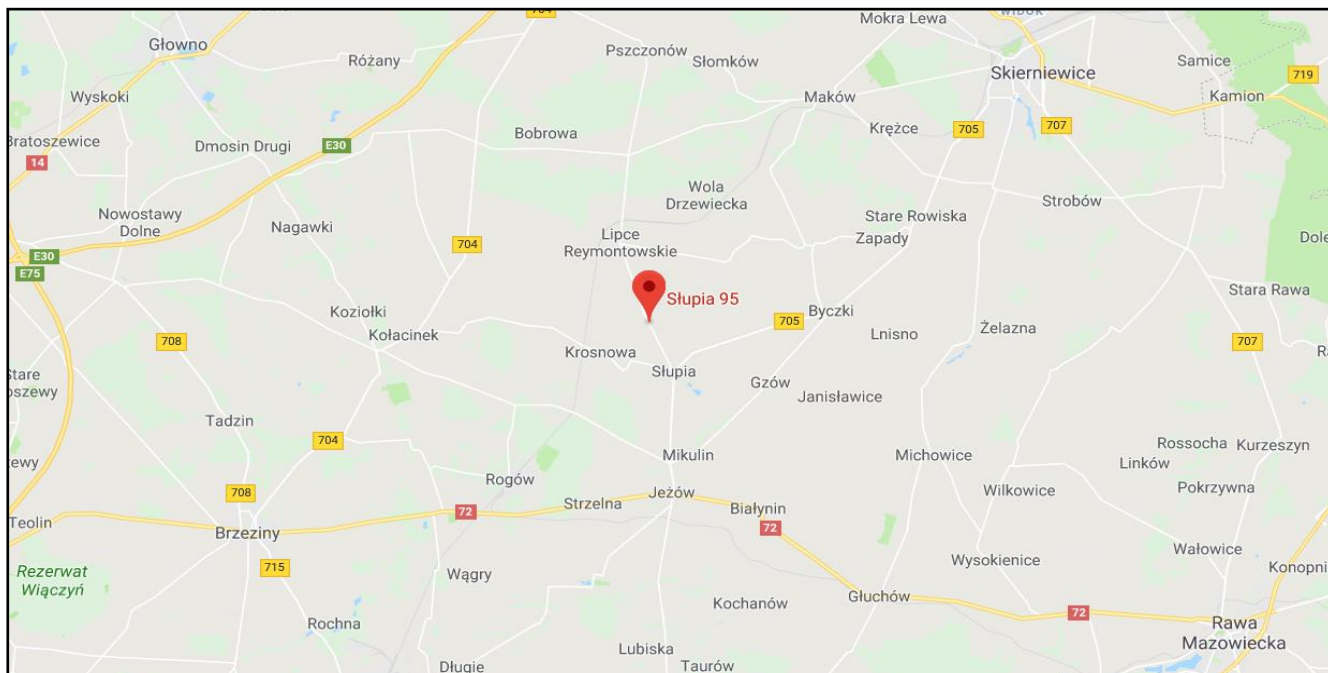 704
Mokra Lewa
Głowno
Pszczonów
Różany
Słomków
Skierniewice
Samice
719
Wyskoki
Maków
Kamion
Bratoszewice
Bobrowa
Krężce
705
707
Dmosin Drugi
E30
14
Wola
Drzewiecka
Strobów
Nowostawy
Dolne
Nagawki
704
Lipce
Reymontowskie
Stare Rowiska
Zapady
E30
E75
Słupia 95
Stara Rawa
Koziołki
Kołacinek
708
705
Byczki
Lnisno
Żelazna
707
Krosnowa
Słupia
Stare
Gzów
Janisławice
Tadzin
704
Mikulin
Michowice
Rossocha
Kurzeszyn
Linków
708
Rogów
Jeżów
Wilkowice
Pokrzywna
Strzelna
Białynin
72
72
Teolin
Brzeziny
Wałowice
715
Wągry
Wysokienice
Rezerwat
Wiączyń
Kochanów
Głuchów
72
Rochna
Rawa
Mazowiecka
Lubiska
Długie
Taurów